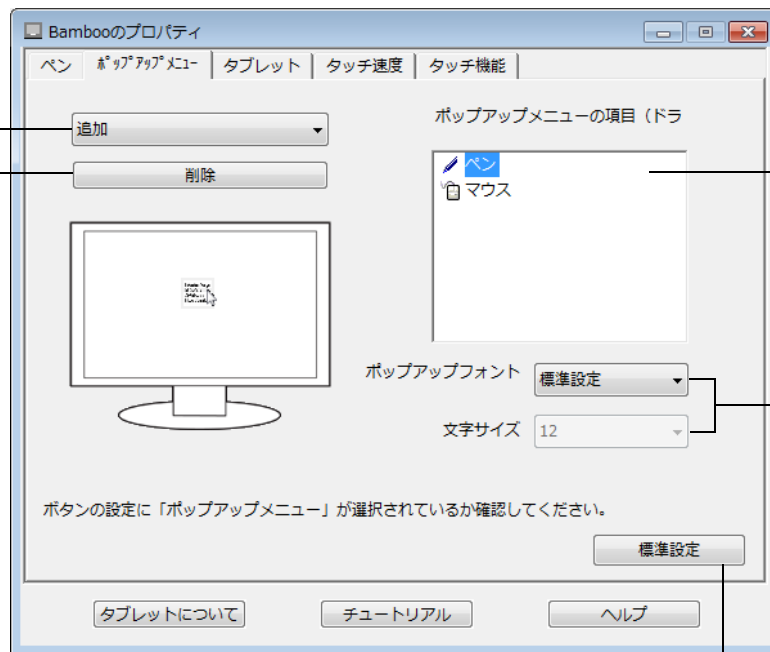 Bambooのプロパティ
ペン ﾎﾟｯﾌﾟｱｯﾌﾟﾒﾆｭｰ タブレット タッチ速度 タッチ機能
追加
削除
ポップアップメニューの項目（ドラ
ペン
マウス
ポップアップフォント 標準設定
文字サイズ 12
ボタンの設定に「ポップアップメニュー」が選択されているか確認してください。
標準設定
タブレットについて チュートリアル ヘルプ